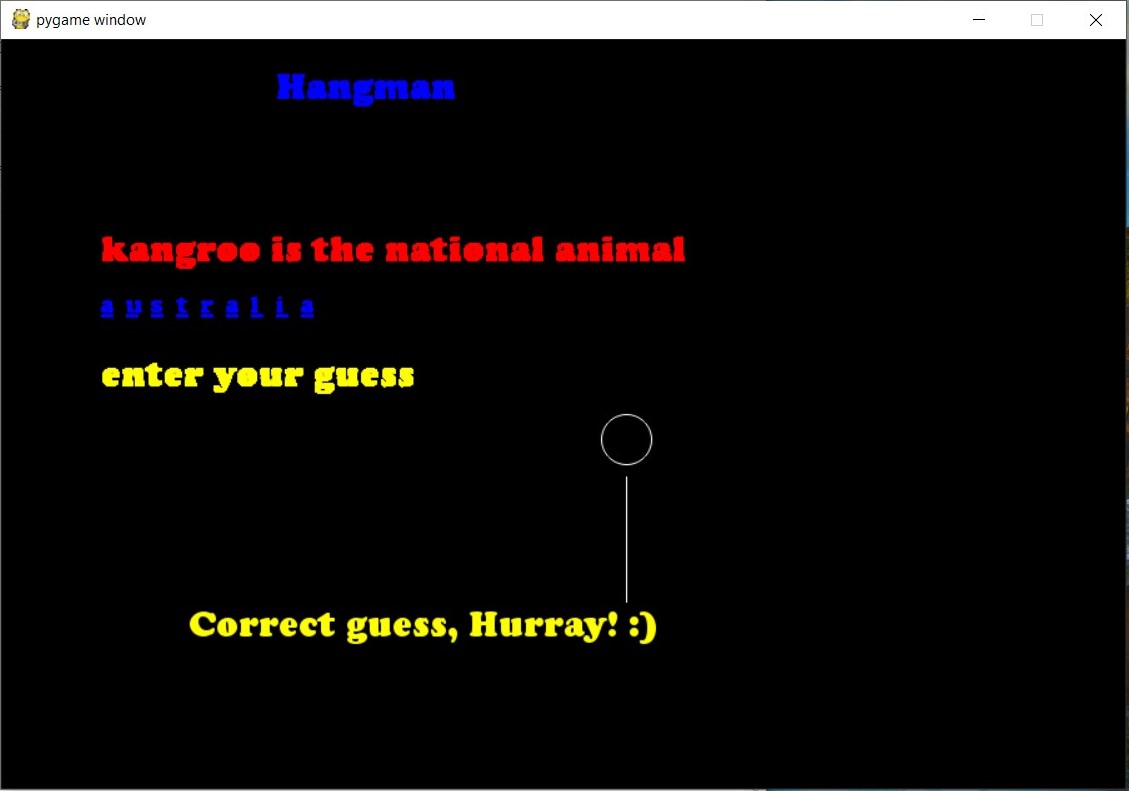 pygame window
Hangman
kangroo is the national animal
a u s t r a l i a
enter your guess
Correct guess, Hurray! :)